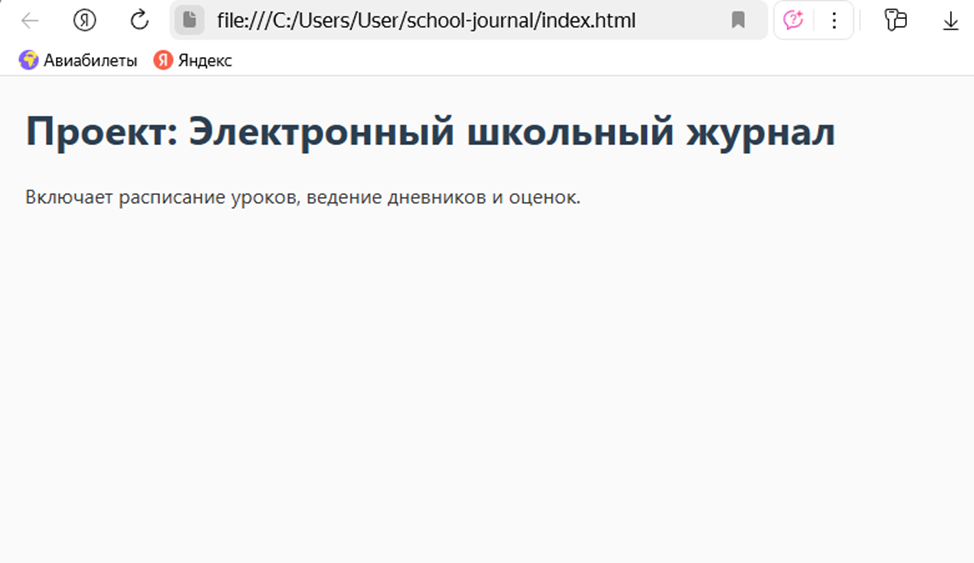 file:///C:/Users/User/school-journal/index.html
Авиабилеты Я Яндекс
Проект: Электронный школьный журнал
Включает расписание уроков, ведение дневников и оценок.